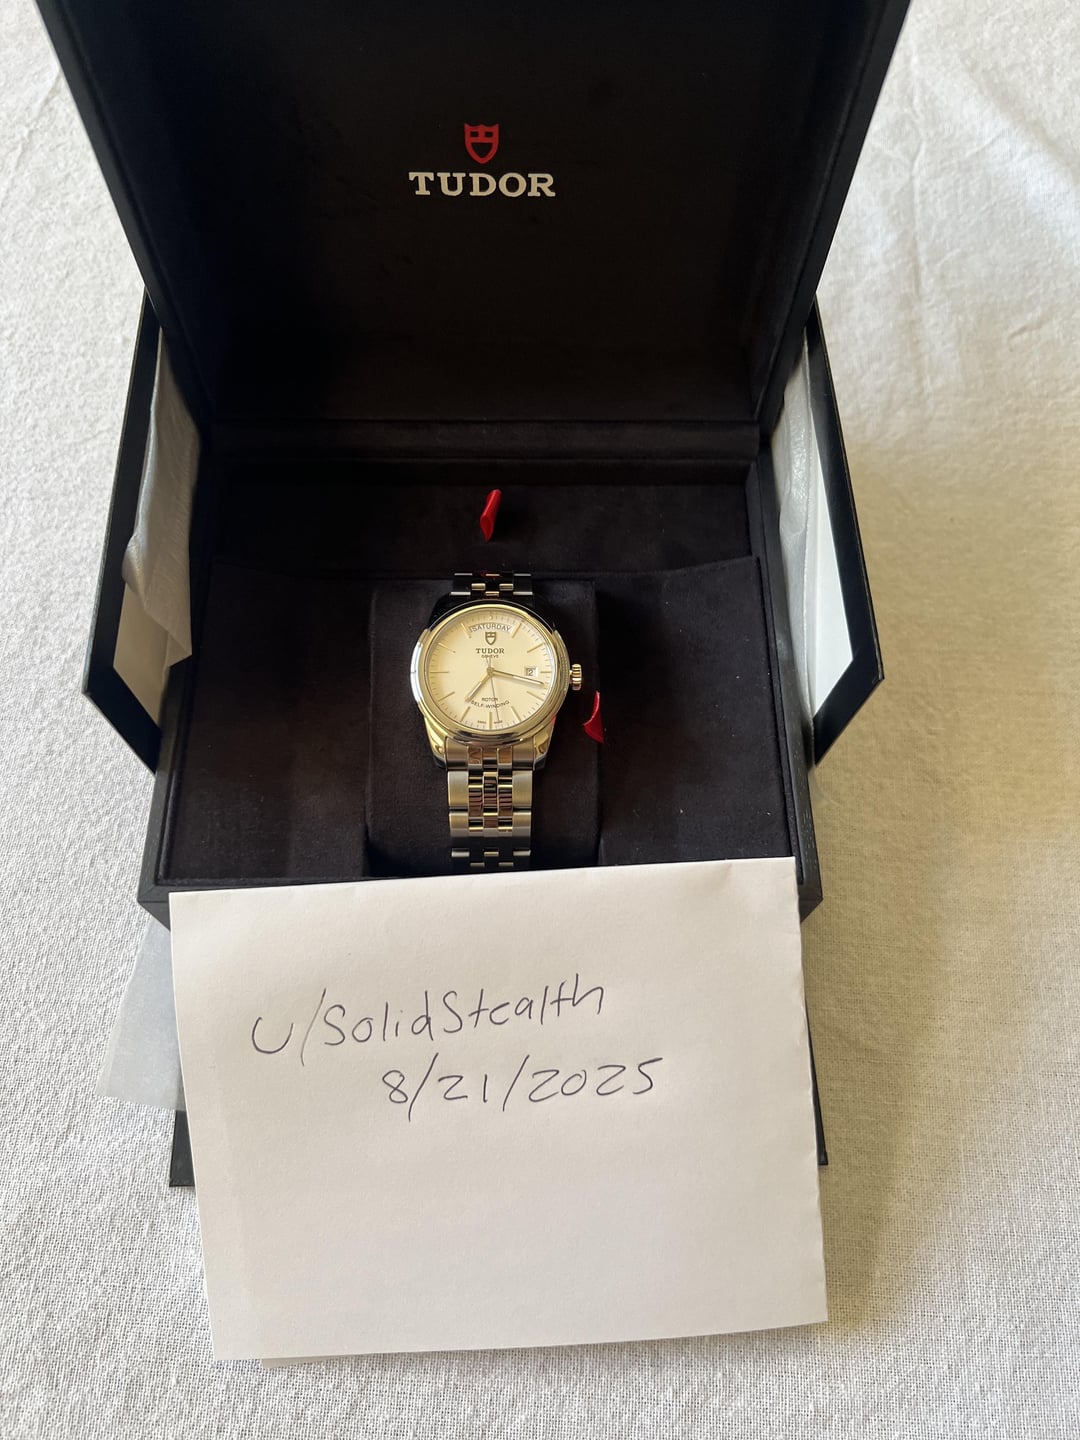 TUDOR
SATURDAY
TUDOR
GENEVE
ROTOR
SELF-WINDING
u/SolidStealth
8/21/2025